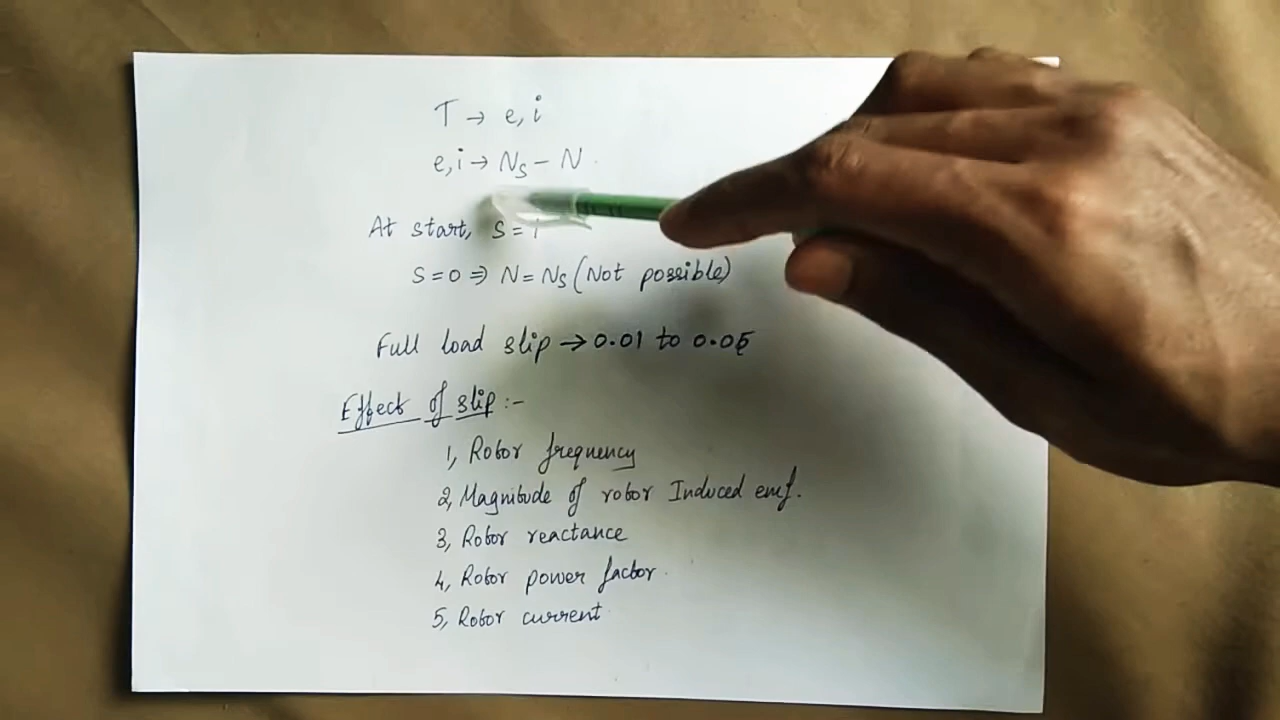 T → e, i
e, i → Ns - N
At start, s = 1
s = 0 ⇒ N = Ns (Not possible)
Full load slip → 0.01 to 0.05
Effect of slip :-
1, Rotor frequency
2, Magnitude of rotor Induced emf.
3, Rotor reactance
4, Rotor power factor.
5, Rotor current